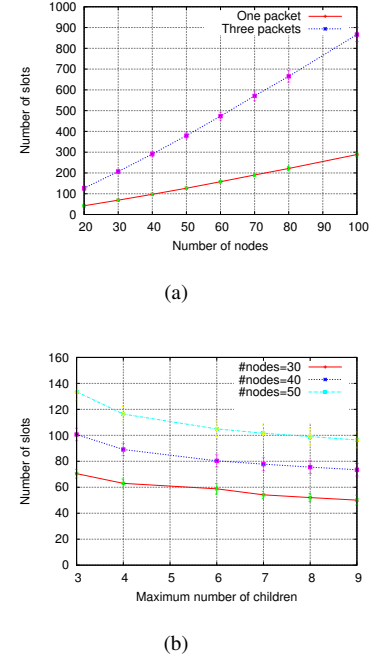 1000
900
800
700
600
500
400
300
200
100
0
Number of slots
One packet
Three packets
20 30 40 50 60 70 80 90 100
Number of nodes
(a)
160
140
120
100
80
60
40
20
0
Number of slots
#nodes=30
#nodes=40
#nodes=50
3 4 5 6 7 8 9
Maximum number of children
(b)